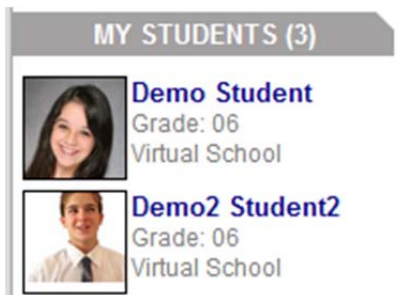 MY STUDENTS (3)
Demo Student
Grade: 06
Virtual School
Demo2 Student2
Grade: 06
Virtual School